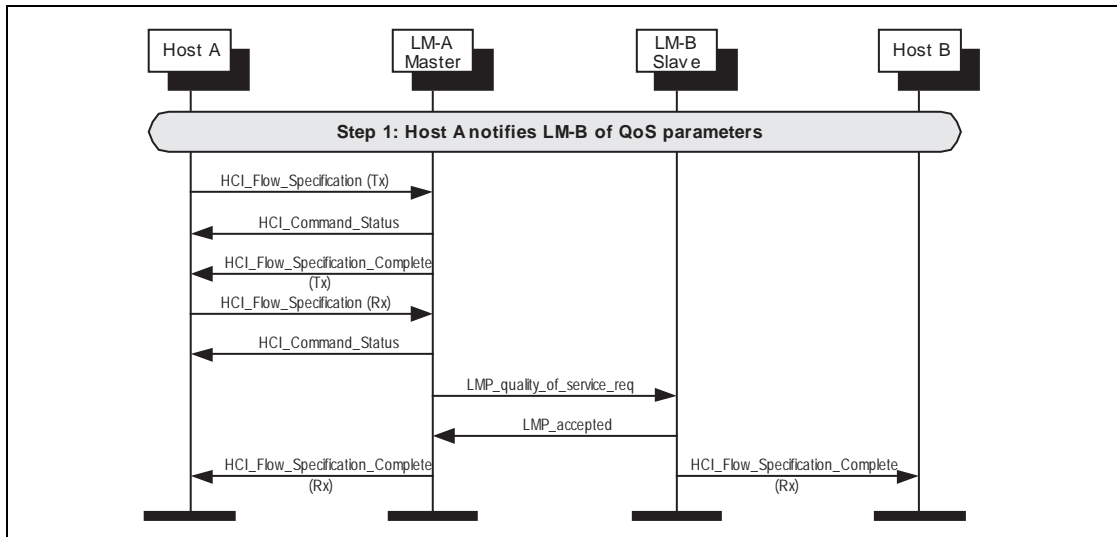 Host A
LM-A
Master
LM-B
Slave
Host B
Step 1: Host A notifies LM-B of QoS parameters
HCI_Flow_Specification (Tx)
HCI_Command_Status
HCI_Flow_Specification_Complete
(Tx)
HCI_Flow_Specification (Rx)
HCI_Command_Status
LMP_quality_of_service_req
LMP_accepted
HCI_Flow_Specification_Complete
(Rx)
HCI_Flow_Specification_Complete
(Rx)